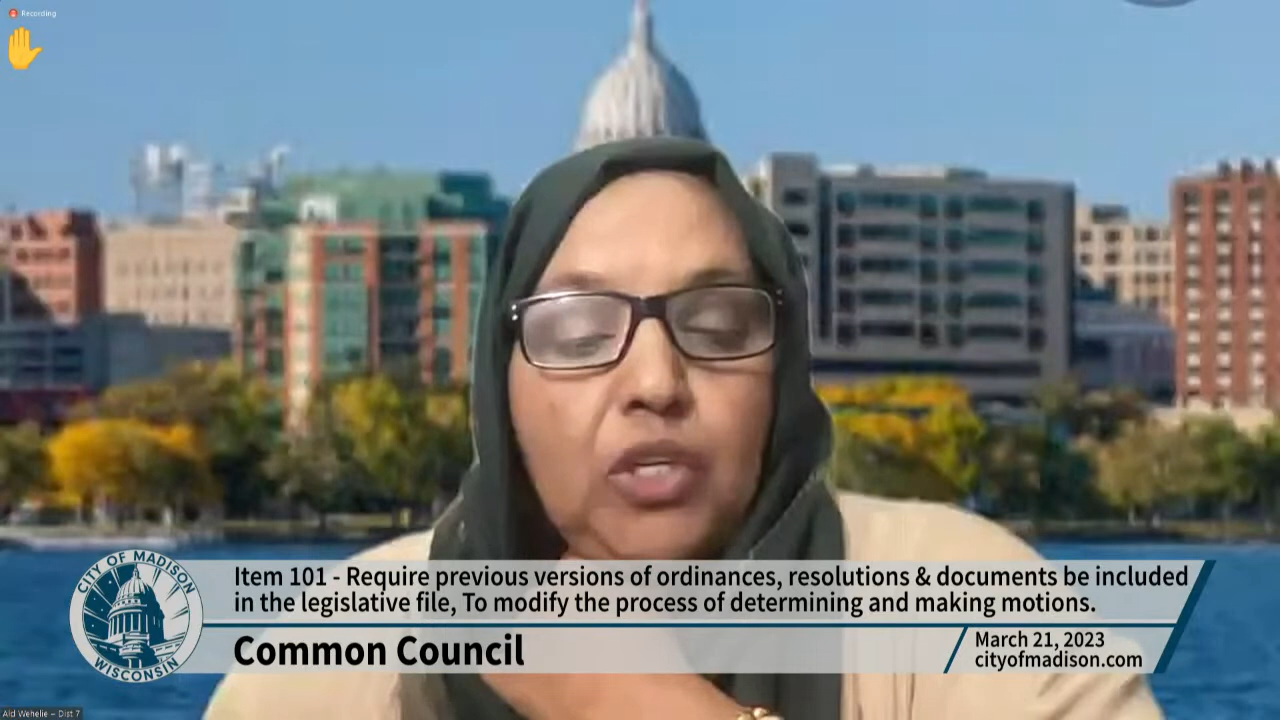 Recording
CITY OF MADISON
WISCONSIN
Item 101 - Require previous versions of ordinances, resolutions & documents be included
in the legislative file, To modify the process of determining and making motions.
Common Council
March 21, 2023
cityofmadison.com
Ald Wehelie – Dist 7